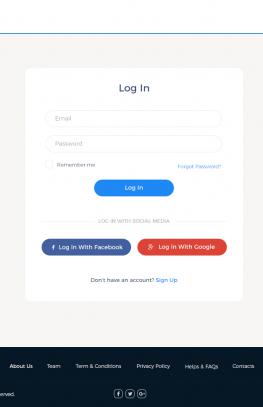 Log In
Email
Password
Remember me Forgot Password?
Log In
LOG IN WITH SOCIAL MEDIA
Log In With Facebook Log In With Google
Don't have an account? Sign Up
About Us Team Term & Conditions Privacy Policy Helps & FAQs Contacts